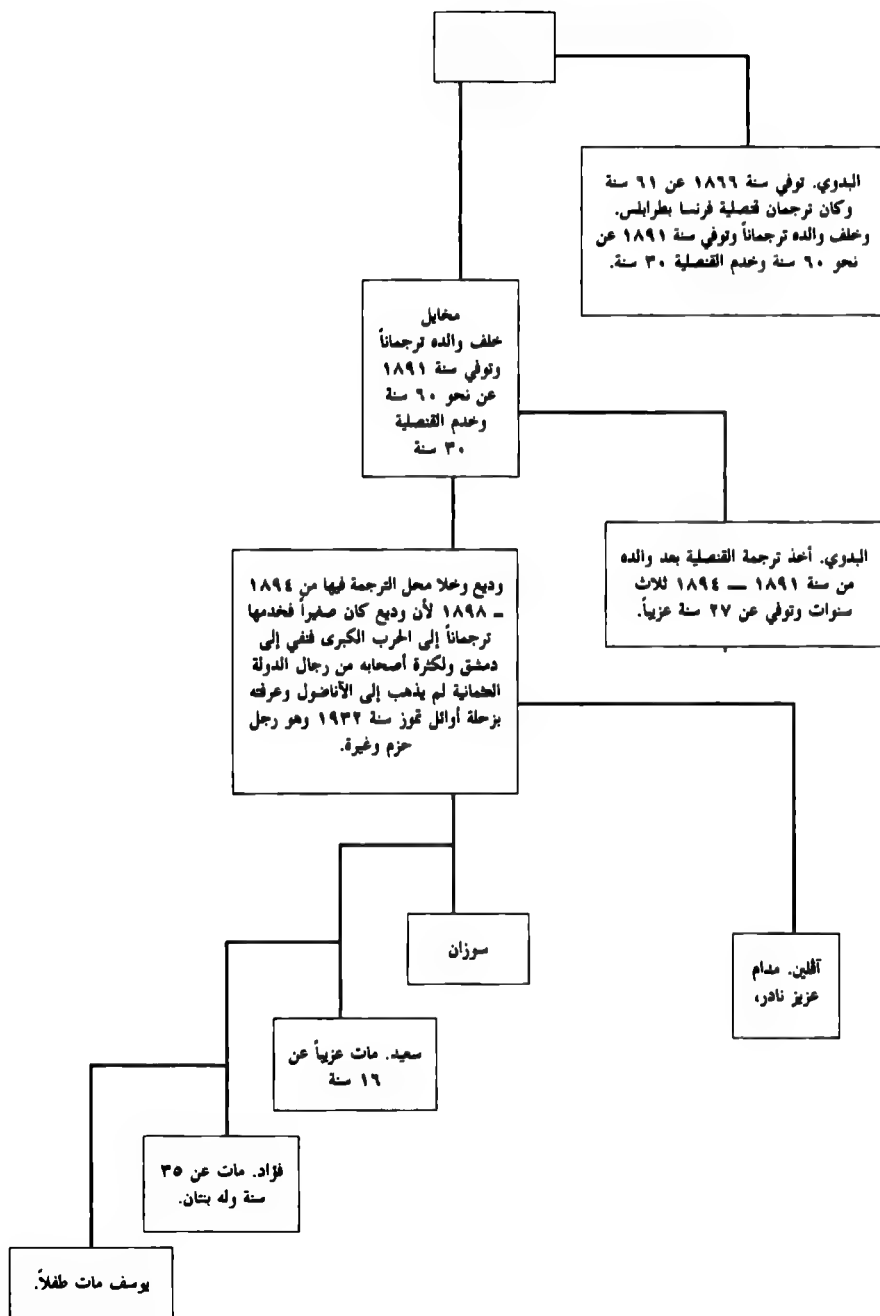 البدوي. توفي سنة ١٨٦٦ عن ٦١ سنة
وكان ترجمان قنصلية فرنسا بطرابلس.
وخلف والده ترجماناً وتوفي سنة ١٨٩١ عن
نحو ٦٠ سنة وخدم القنصلية ٣٠ سنة.
مخايل
خلف والده ترجماناً
وتوفي سنة ١٨٩١
عن نحو ٦٠ سنة
وخدم القنصلية
٣٠ سنة
البدوي. أخذ ترجمة القنصلية بعد والده
من سنة ١٨٩١ — ١٨٩٤ ثلاث
سنوات وتوفي عن ٢٧ سنة عزيباً.
وديع وخلا محل الترجمة فيها من ١٨٩٤
ـ ١٨٩٨ لأن وديع كان صغيراً فخدمها
ترجماناً إلى الحرب الكبرى فنفي إلى
دمشق ولكثرة أصحابه من رجال الدولة
العثمانية لم يذهب إلى الآناضول وعرفته
بزحلة أوائل تموز سنة ١٩٣٢ وهو رجل
حزم وغيرة.
سوزان
آڤلين. مدام
عزيز نادر،
سعيد. مات عزيباً عن
١٦ سنة
فؤاد. مات عن ٣٥
سنة وله بنتان.
يوسف مات طفلاً.